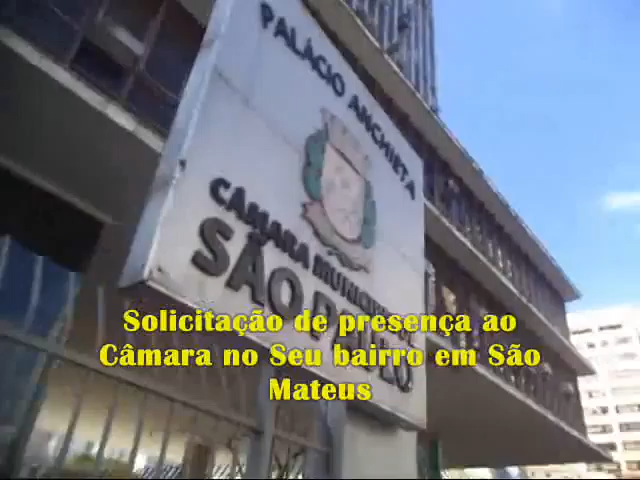 PALÁCIO ANCHIETA
CÂMARA MUNICIPAL
SÃO PAULO
Solicitação de presença ao
Câmara no Seu bairro em São
Mateus